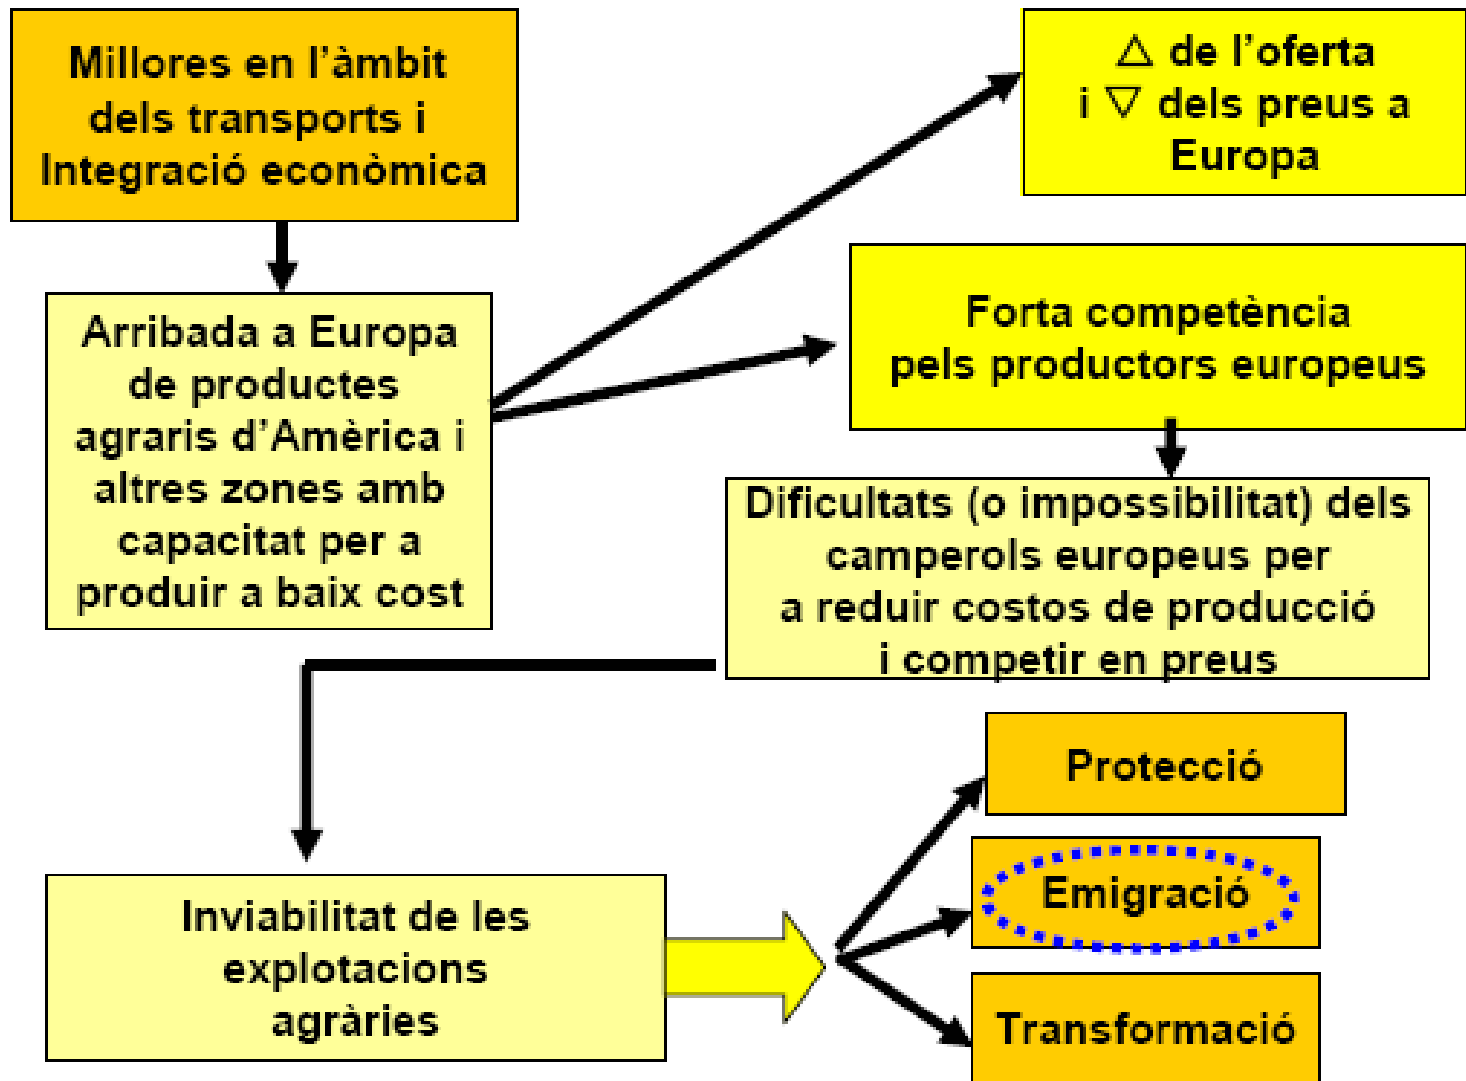 Millores en l'àmbit
dels transports i
Integració econòmica
△ de l'oferta
i ▽ dels preus a
Europa
Arribada a Europa
de productes
agraris d'Amèrica i
altres zones amb
capacitat per a
produir a baix cost
Forta competència
pels productors europeus
Dificultats (o impossibilitat) dels
camperols europeus per
a reduir costos de producció
i competir en preus
Inviabilitat de les
explotacions
agràries
Protecció
Emigració
Transformació